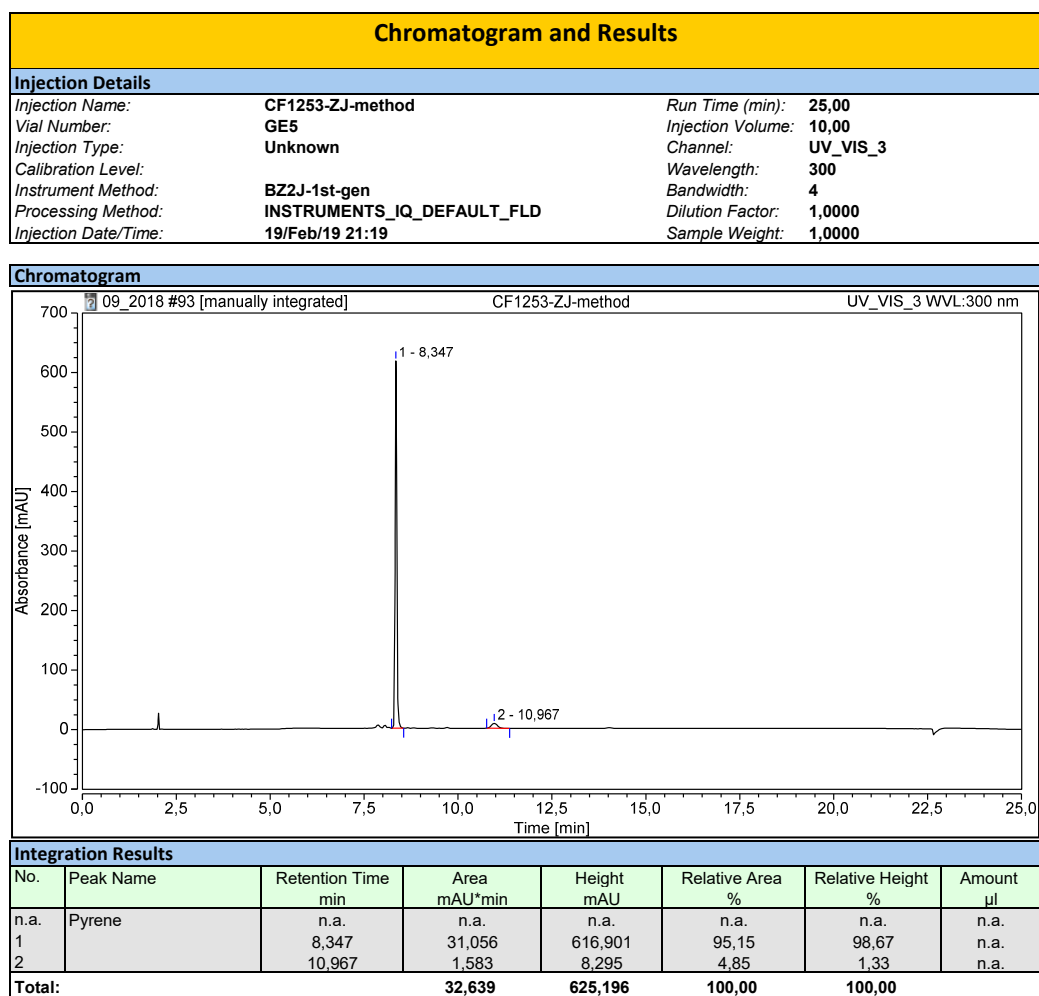 Chromatogram and Results
Injection Details
Injection Name: CF1253-ZJ-method Run Time (min): 25,00
Vial Number: GE5 Injection Volume: 10,00
Injection Type: Unknown Channel: UV_VIS_3
Calibration Level: Wavelength: 300
Instrument Method: BZ2J-1st-gen Bandwidth: 4
Processing Method: INSTRUMENTS_IQ_DEFAULT_FLD Dilution Factor: 1,0000
Injection Date/Time: 19/Feb/19 21:19 Sample Weight: 1,0000
Chromatogram
? 09_2018 #93 [manually integrated] CF1253-ZJ-method UV_VIS_3 WVL:300 nm
700
1 - 8,347
600
500
400
300
200
100
2 - 10,967
0
-100
Absorbance [mAU]
0,0 2,5 5,0 7,5 10,0 12,5 15,0 17,5 20,0 22,5 25,0
Time [min]
Integration Results
No. Peak Name Retention Time Area Height Relative Area Relative Height Amount
min mAU*min mAU % % µl
n.a. Pyrene n.a. n.a. n.a. n.a. n.a. n.a.
1 8,347 31,056 616,901 95,15 98,67 n.a.
2 10,967 1,583 8,295 4,85 1,33 n.a.
Total: 32,639 625,196 100,00 100,00